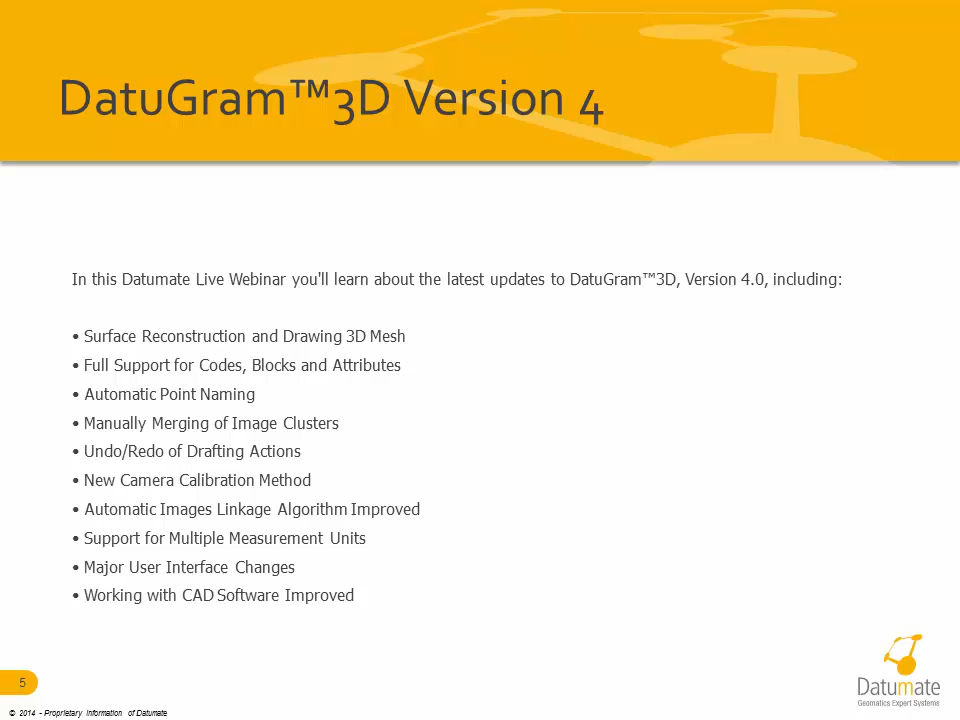 DatuGram™3D Version 4
In this Datumate Live Webinar you'll learn about the latest updates to DatuGram™3D, Version 4.0, including:
• Surface Reconstruction and Drawing 3D Mesh
• Full Support for Codes, Blocks and Attributes
• Automatic Point Naming
• Manually Merging of Image Clusters
• Undo/Redo of Drafting Actions
• New Camera Calibration Method
• Automatic Images Linkage Algorithm Improved
• Support for Multiple Measurement Units
• Major User Interface Changes
• Working with CAD Software Improved
5
Datumate
Geomatics Expert Systems
© 2014 - Proprietary Information of Datumate